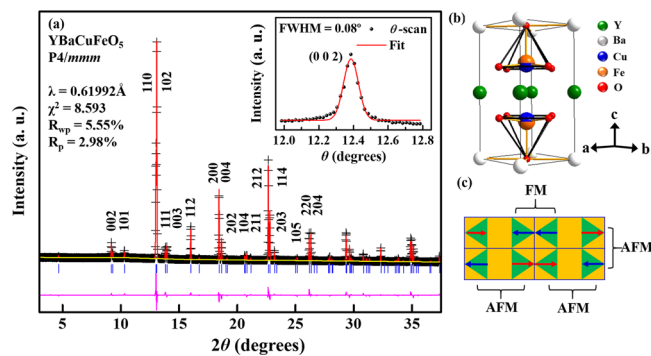 (a)
YBaCuFeO5
P4/mmm
λ = 0.61992Å
χ² = 8.593
Rwp = 5.55%
Rp = 2.98%
Intensity (a. u.)
002
101
110
102
111
003
112
200
004
202
104
211
212
114
203
105
220
204
5 10 15 20 25 30 35
2θ (degrees)
FWHM = 0.08°
θ-scan
Fit
(0 0 2)
Intensity (a. u.)
12.0 12.2 12.4 12.6 12.8
θ (degrees)
(b)
Y
Ba
Cu
Fe
O
c
a
b
(c)
FM
AFM
AFM
AFM